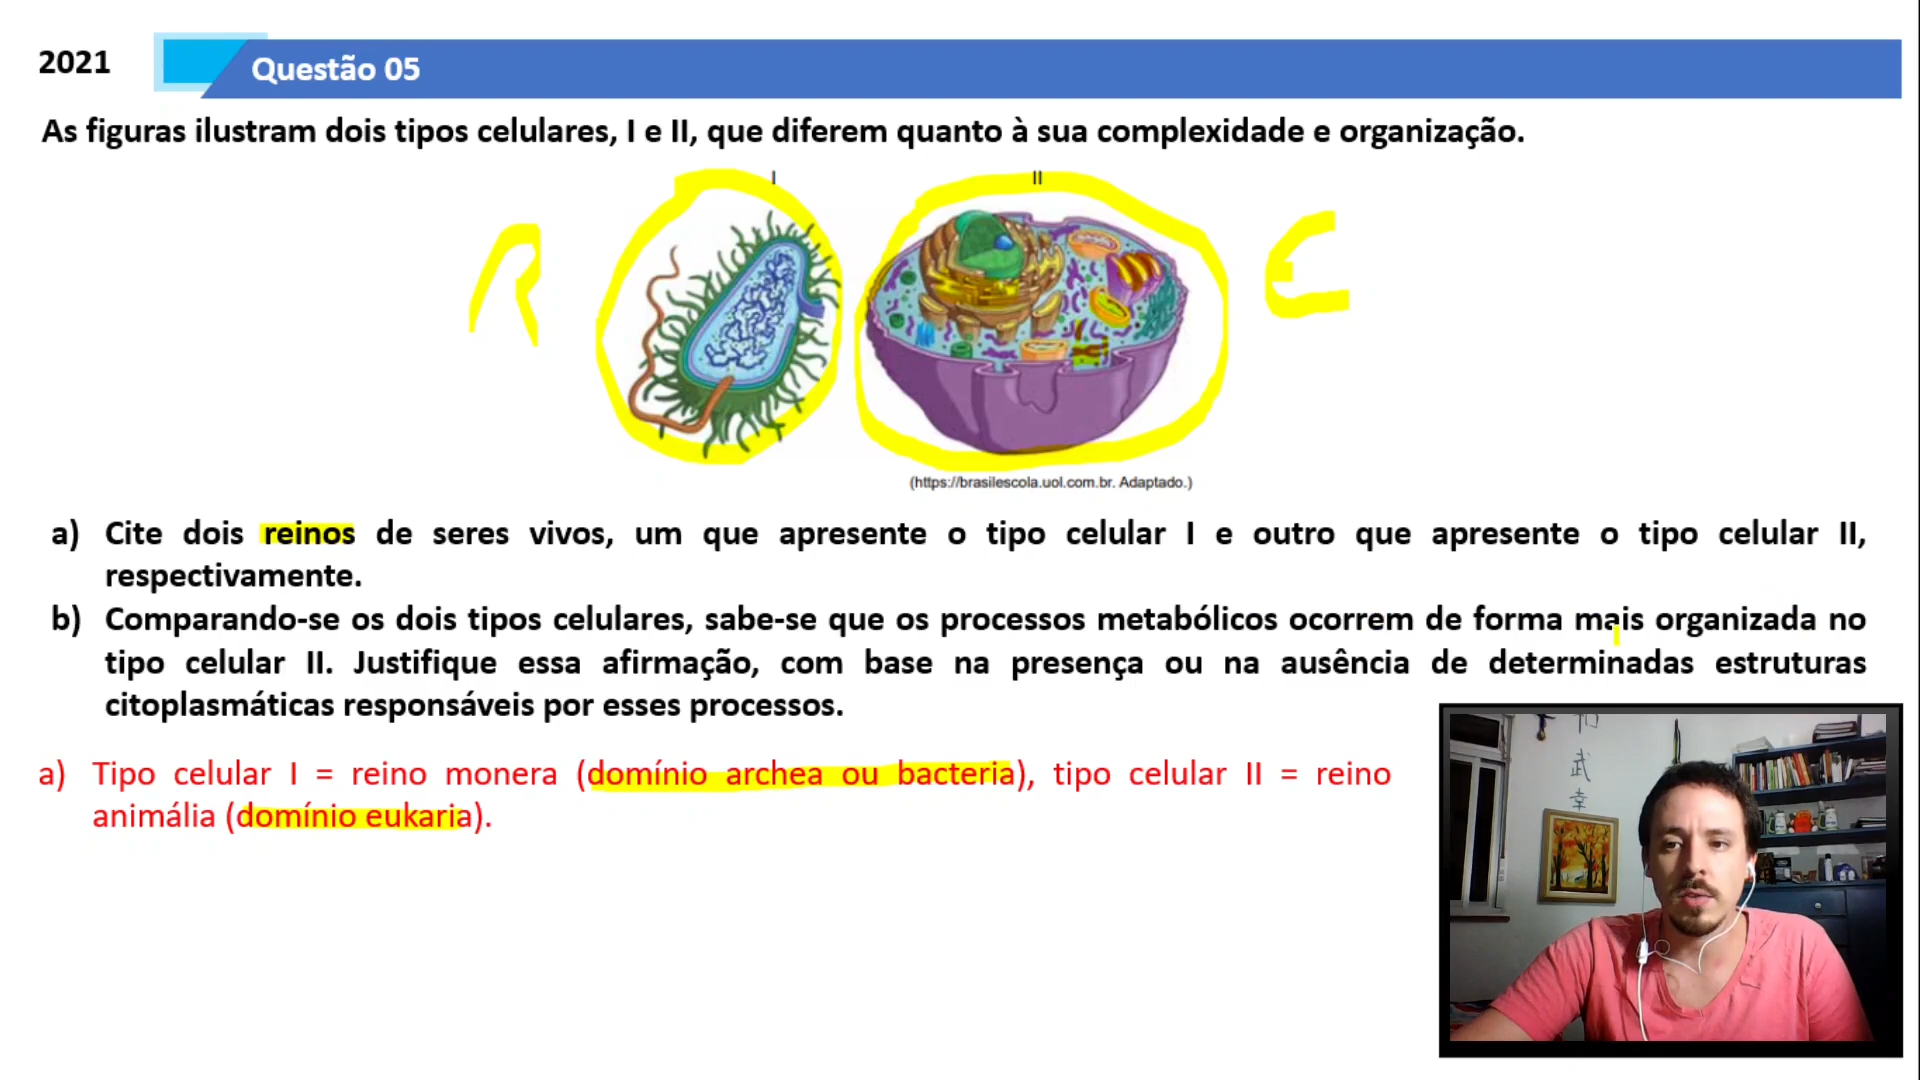 2021
Questão 05
As figuras ilustram dois tipos celulares, I e II, que diferem quanto à sua complexidade e organização.
I
II
R
E
(https://brasilescola.uol.com.br. Adaptado.)
a) Cite dois reinos de seres vivos, um que apresente o tipo celular I e outro que apresente o tipo celular II,
respectivamente.
b) Comparando-se os dois tipos celulares, sabe-se que os processos metabólicos ocorrem de forma mais organizada no
tipo celular II. Justifique essa afirmação, com base na presença ou na ausência de determinadas estruturas
citoplasmáticas responsáveis por esses processos.
a) Tipo celular I = reino monera (domínio archea ou bacteria), tipo celular II = reino
animália (domínio eukaria).
武
幸